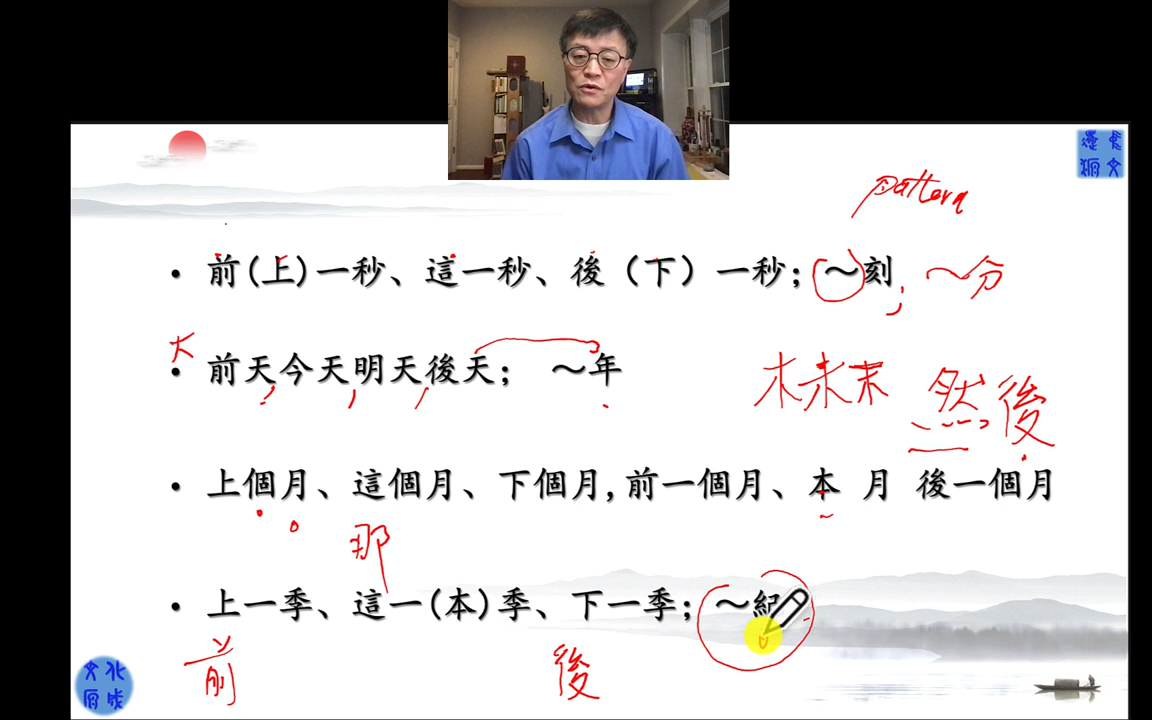 pattern
前(上)一秒、這一秒、後（下）一秒；～刻 ～分
大
前天今天明天後天； ～年
木未末 然後
上個月、這個月、下個月,前一個月、本 月 後一個月
那
上一季、這一(本)季、下一季；～紀
前 後